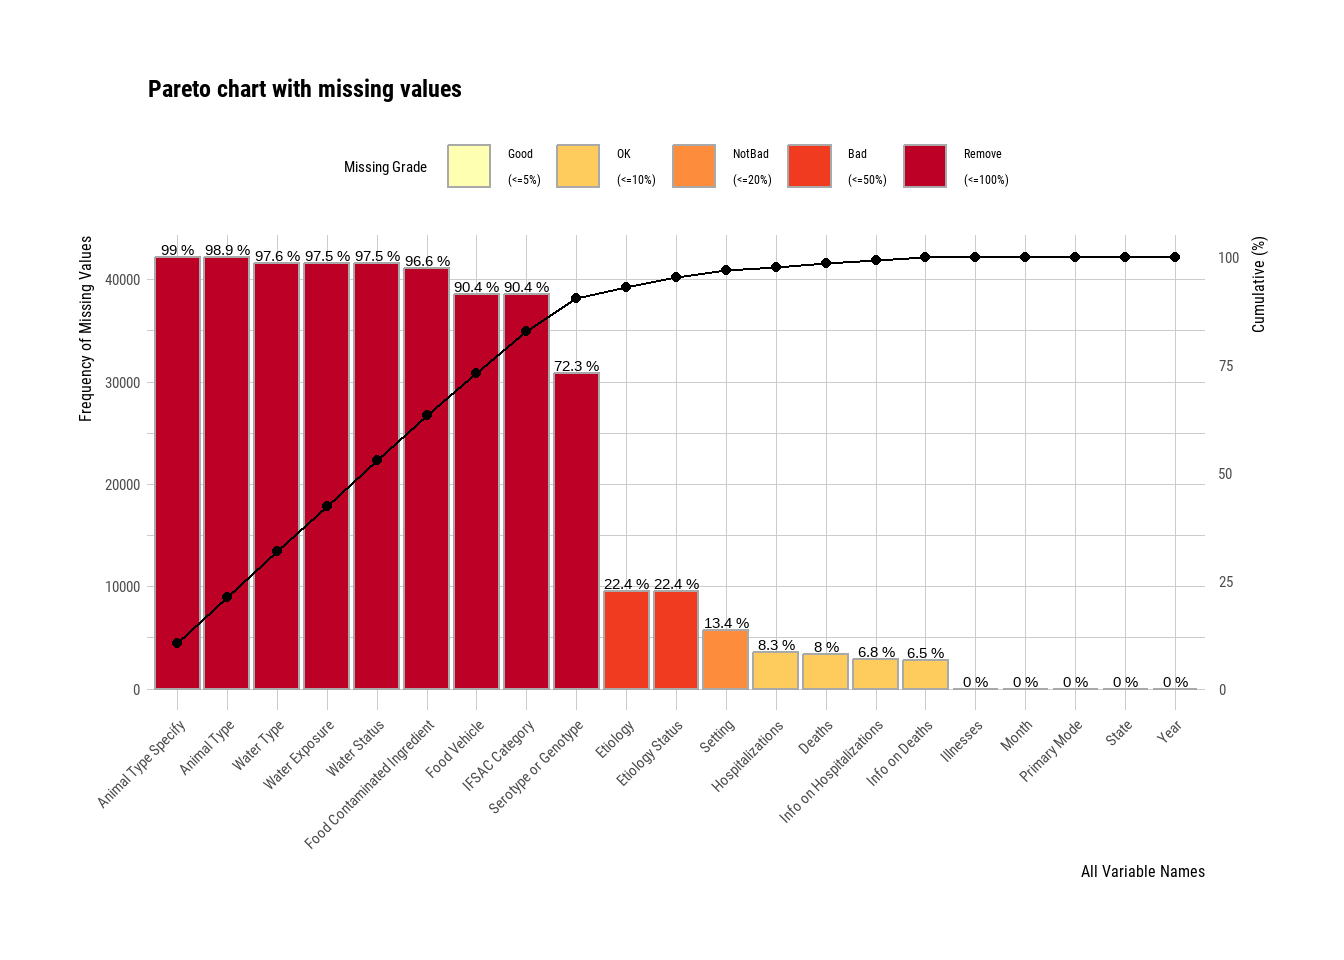 Pareto chart with missing values
Missing Grade
Good
(<=5%)
OK
(<=10%)
NotBad
(<=20%)
Bad
(<=50%)
Remove
(<=100%)
Frequency of Missing Values
40000
30000
20000
10000
0
99 %
98.9 %
97.6 %
97.5 %
97.5 %
96.6 %
90.4 %
90.4 %
72.3 %
22.4 %
22.4 %
13.4 %
8.3 %
8 %
6.8 %
6.5 %
0 %
0 %
0 %
0 %
0 %
Cumulative (%)
100
75
50
25
0
Animal Type Specify
Animal Type
Water Type
Water Exposure
Water Status
Food Contaminated Ingredient
Food Vehicle
IFSAC Category
Serotype or Genotype
Etiology
Etiology Status
Setting
Hospitalizations
Deaths
Info on Hospitalizations
Info on Deaths
Illnesses
Month
Primary Mode
State
Year
All Variable Names